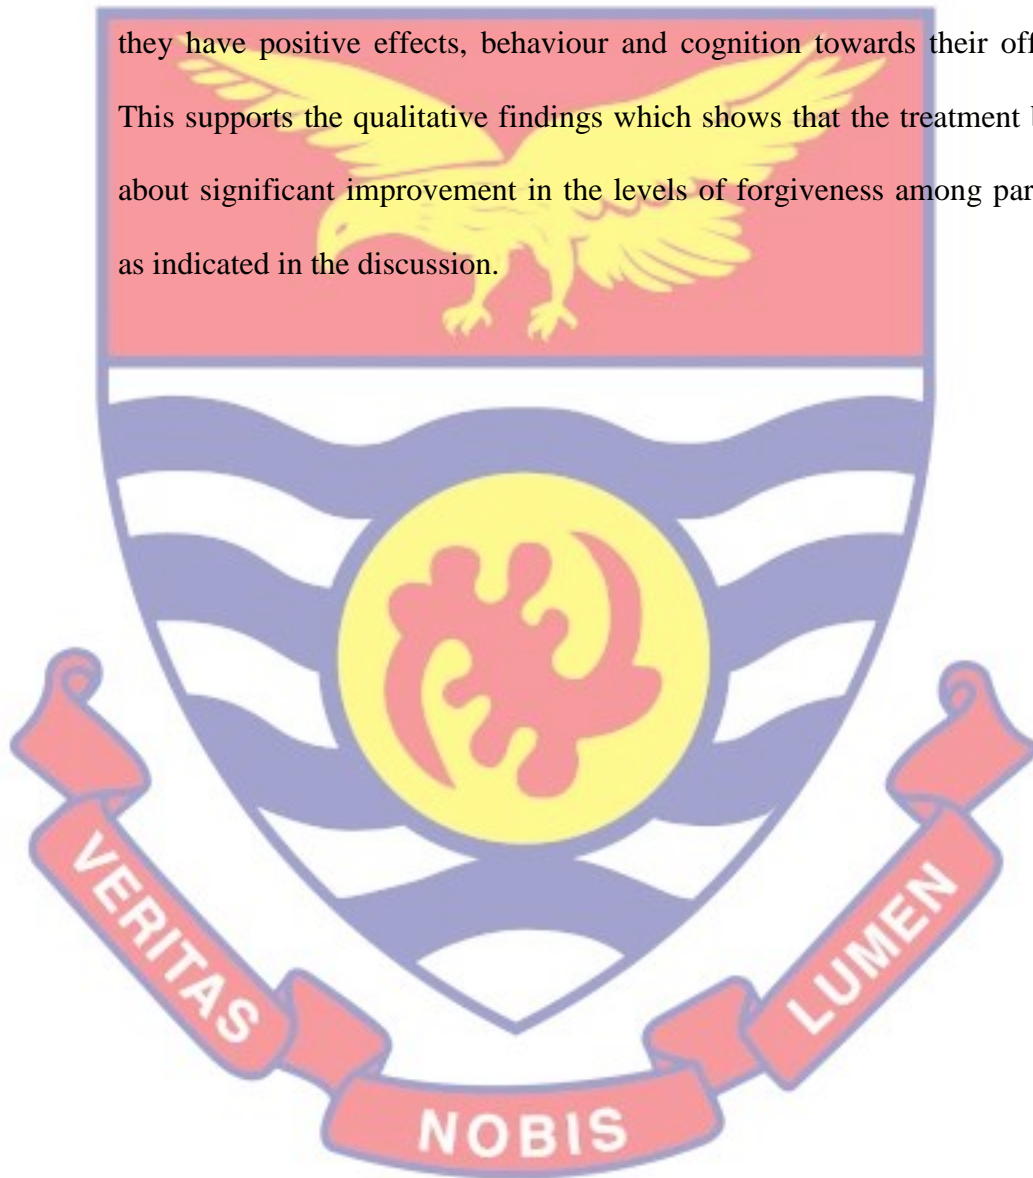 they have positive effects, behaviour and cognition towards their off
This supports the qualitative findings which shows that the treatment b
about significant improvement in the levels of forgiveness among par
as indicated in the discussion.
VERITAS
NOBIS
LUMEN